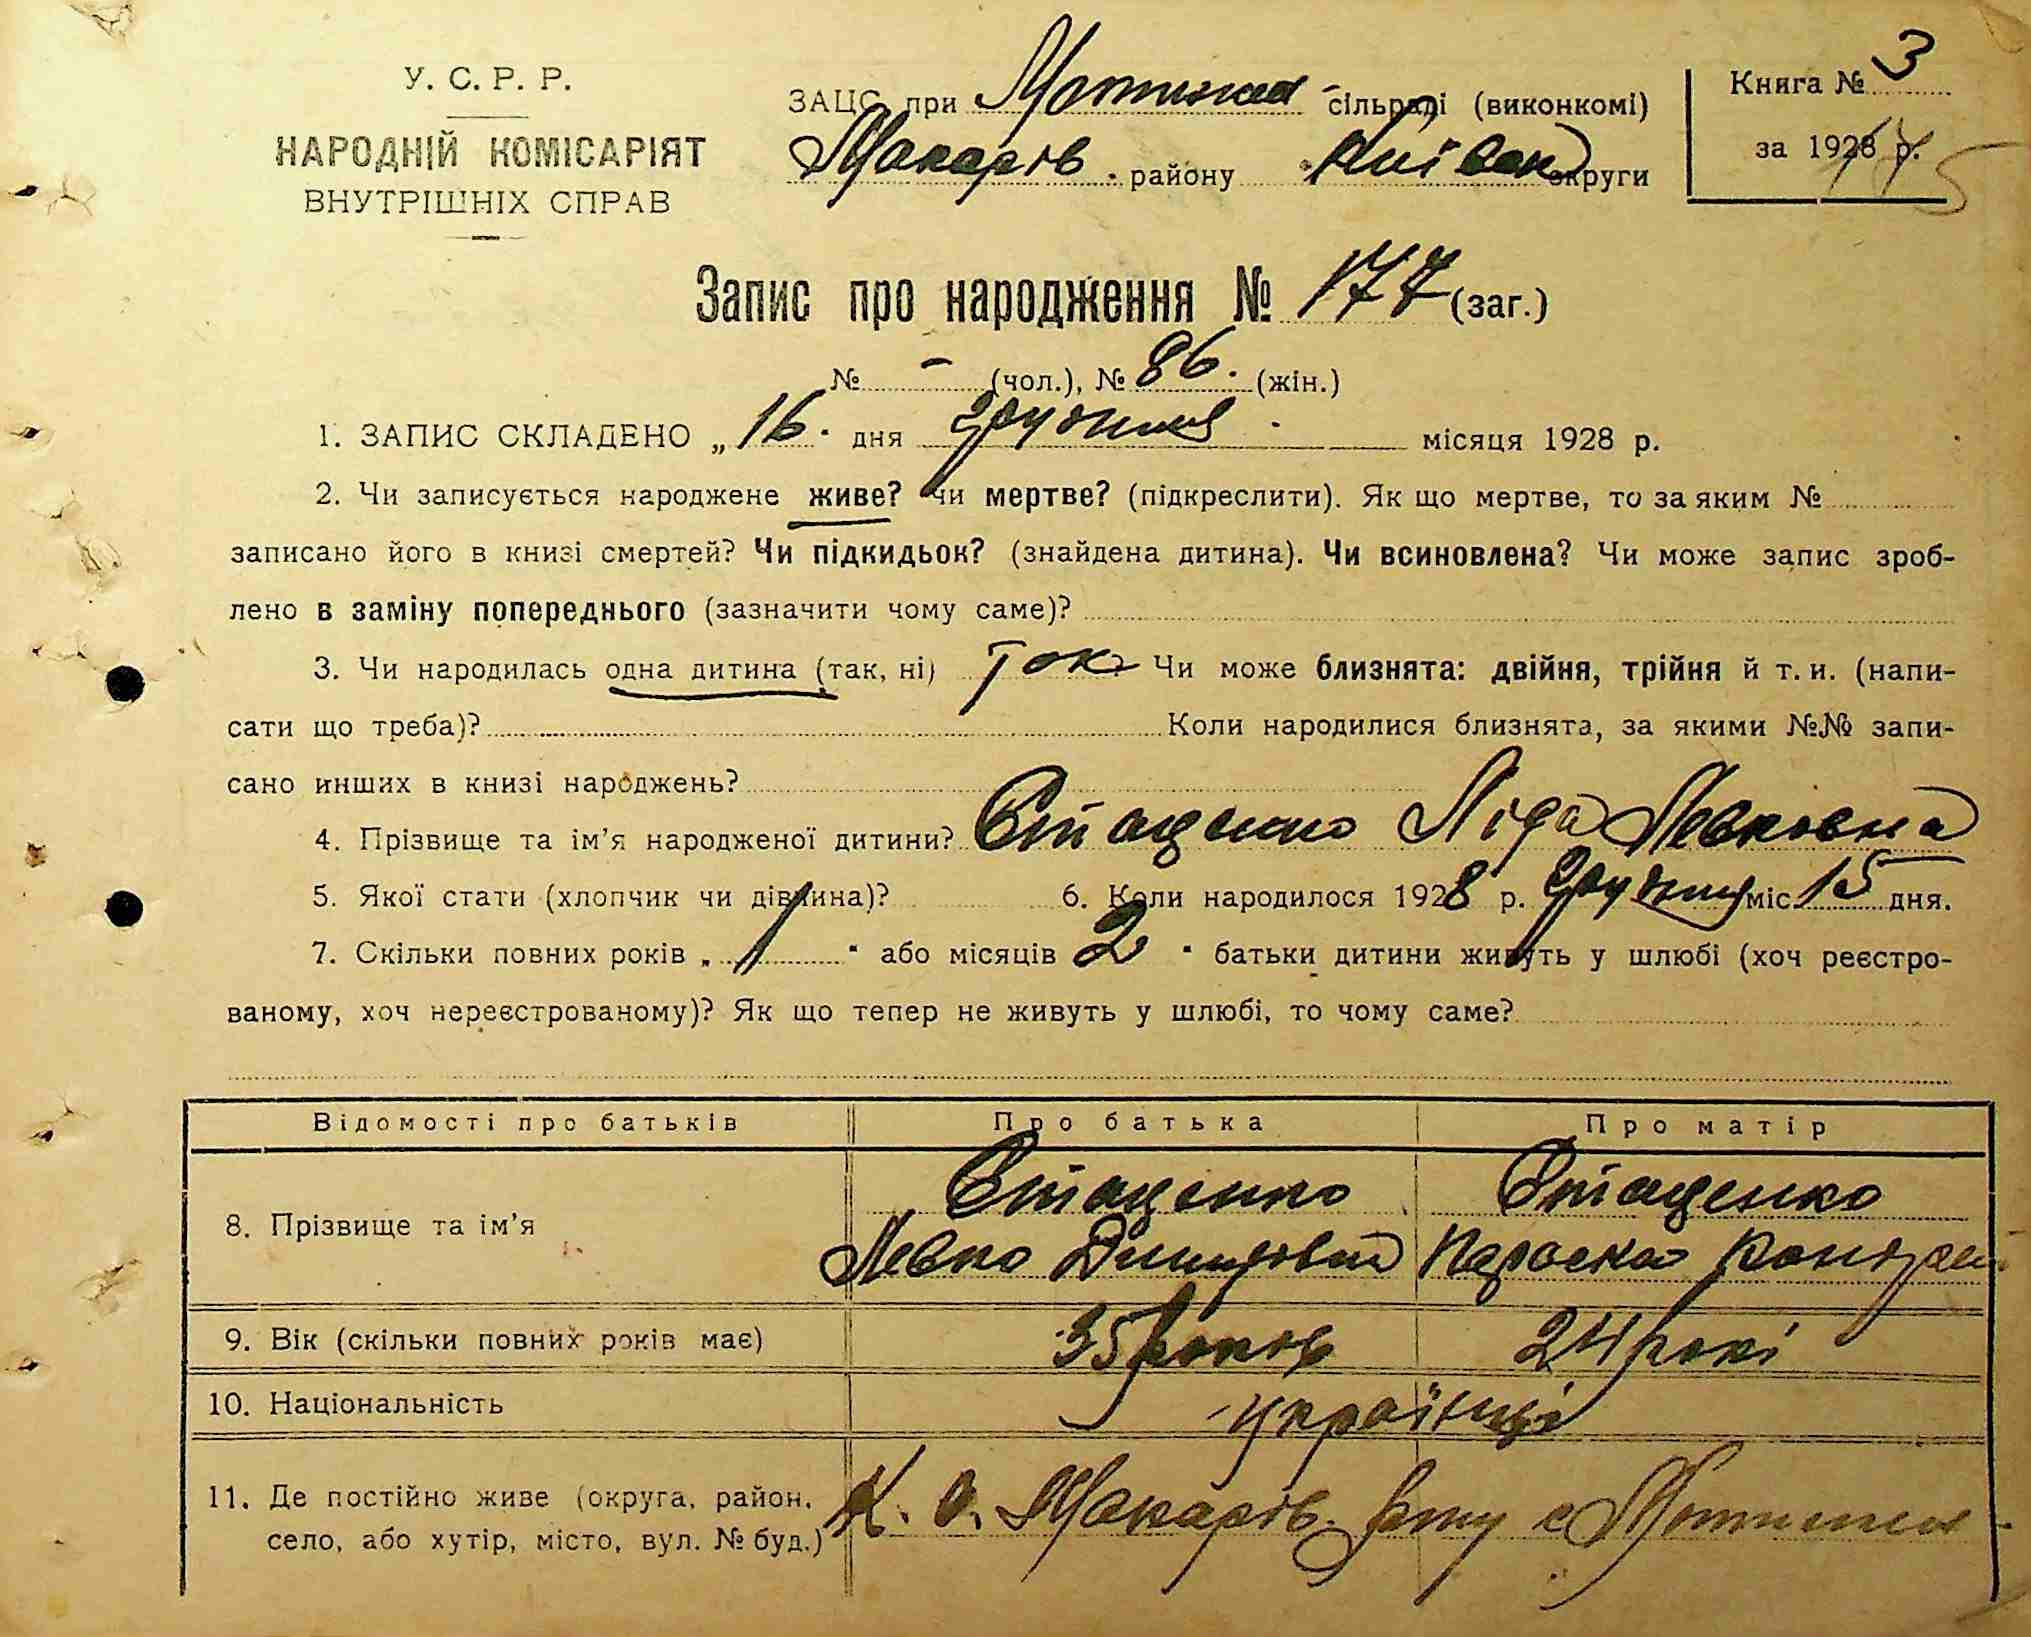 У. С. Р. Р.
НАРОДНІЙ КОМІСАРІЯТ
ВНУТРІШНІХ СПРАВ
ЗАЦС при Мотижин сільраді (виконкомі)
Макарів. району Київськ округи
Книга № 3
за 1928 р.
Запис про народження № 177 (заг.)
№ - (чол.), № 86. (жін.)
1. ЗАПИС СКЛАДЕНО „16. дня грудня місяця 1928 р.
2. Чи записується народжене живе? чи мертве? (підкреслити). Як що мертве, то за яким №
записано його в книзі смертей? Чи підкидьок? (знайдена дитина). Чи всиновлена? Чи може запис зроб-
лено в заміну попереднього (зазначити чому саме)?
3. Чи народилась одна дитина (так, ні) Так Чи може близнята: двійня, трійня й т. и. (напи-
сати що треба)? Коли народилися близнята, за якими №№ запи-
сано инших в книзі народжень?
4. Прізвище та ім’я народженої дитини? Стаценко Ліда Левковна
5. Якої стати (хлопчик чи дівчина)? 6. Коли народилося 1928 р. грудня міс. 15 дня.
7. Скільки повних років „ 1 " або місяців 2 " батьки дитини живуть у шлюбі (хоч реєстро-
ваному, хоч нереєстрованому)? Як що тепер не живуть у шлюбі, то чому саме?
Відомості про батьків Про батька Про матір
8. Прізвище та ім’я Стаценко Стаценко
Левко Параска
9. Вік (скільки повних років має) 35 років 24 рокі
10. Національність українці
11. Де постійно живе (округа, район, К. О. Макарів. р-ну с Мотижин
село, або хутір, місто, вул. № буд.)